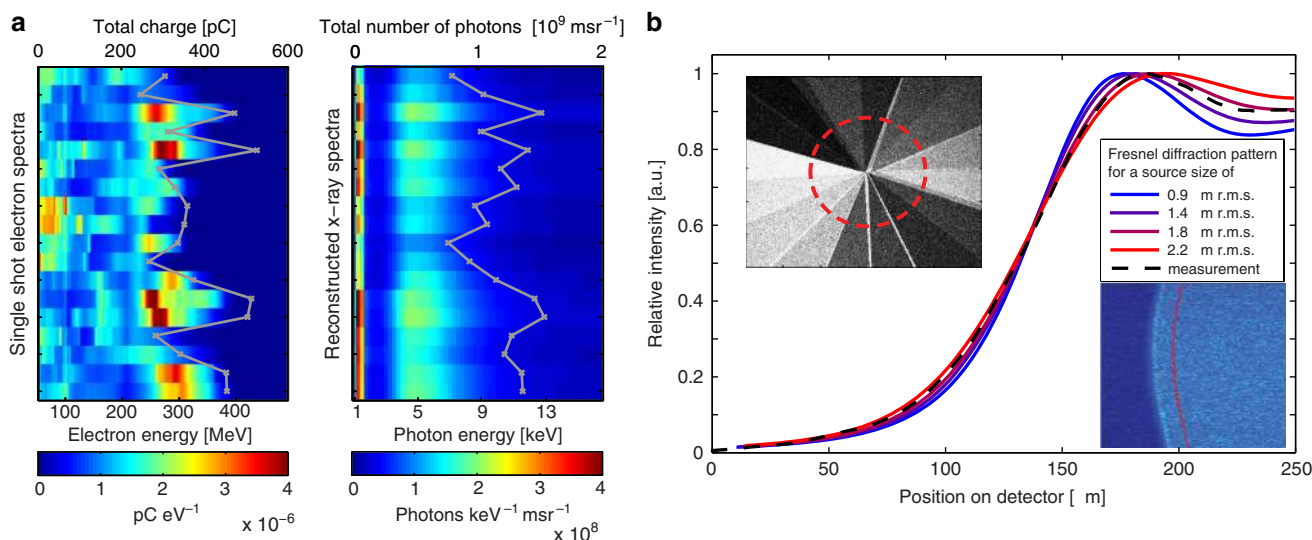 a
Total charge [pC]
0 200 400 600
Single shot electron spectra
100 200 300 400
Electron energy [MeV]
0 1 2 3 4
pC eV⁻¹
x 10⁻⁶
Total number of photons [10⁹ msr⁻¹]
0 0 1 2
Reconstructed x-ray spectra
1 5 9 13
Photon energy [keV]
0 1 2 3 4
Photons keV⁻¹ msr⁻¹
x 10⁸
b
Relative intensity [a.u.]
1
0.8
0.6
0.4
0.2
0
0 50 100 150 200 250
Position on detector [ m]
Fresnel diffraction pattern
for a source size of
0.9 m r.m.s.
1.4 m r.m.s.
1.8 m r.m.s.
2.2 m r.m.s.
measurement